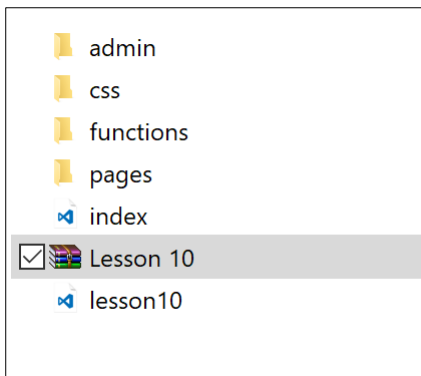 admin
css
functions
pages
index
Lesson 10
lesson10